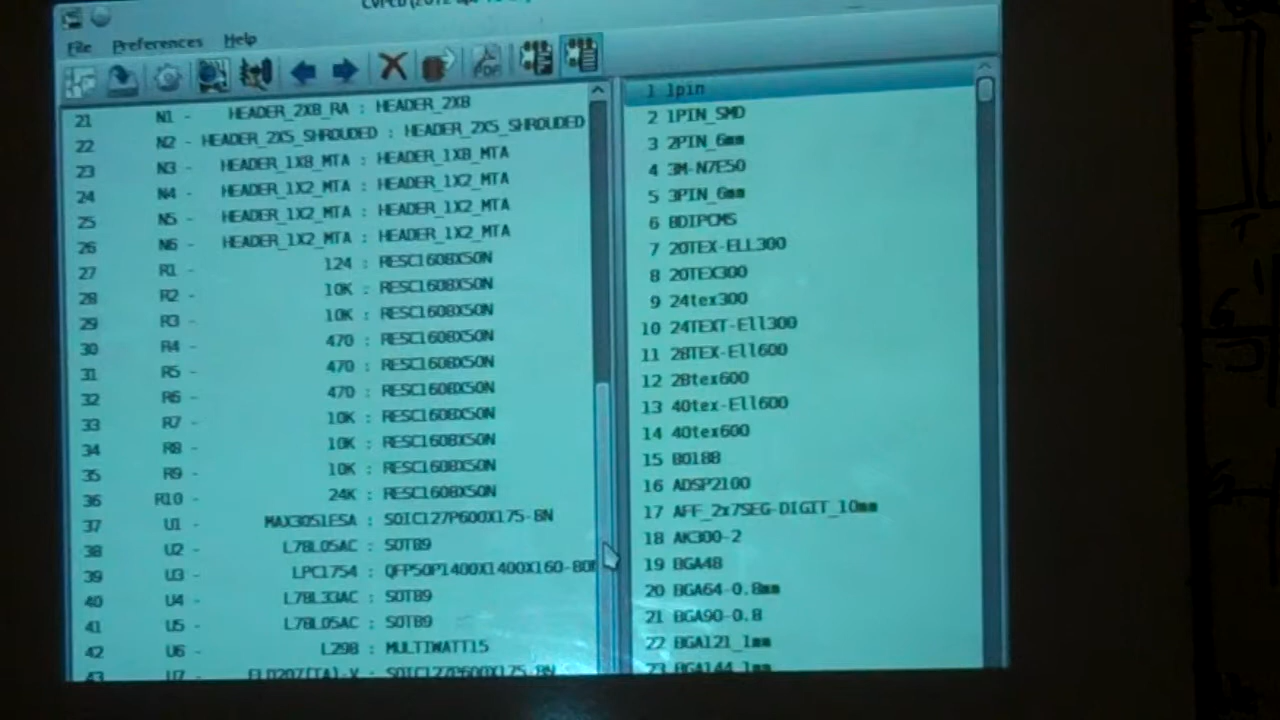 File Preferences Help
21 N1 - HEADER_2X8_RA : HEADER_2X8
22 N2 - HEADER_2X5_SHROUDED : HEADER_2X5_SHROUDED
23 N3 - HEADER_1X8_MTA : HEADER_1X8_MTA
24 N4 - HEADER_1X2_MTA : HEADER_1X2_MTA
25 N5 - HEADER_1X2_MTA : HEADER_1X2_MTA
26 N6 - HEADER_1X2_MTA : HEADER_1X2_MTA
27 R1 - 124 : RESC1608X50N
28 R2 - 10K : RESC1608X50N
29 R3 - 10K : RESC1608X50N
30 R4 - 470 : RESC1608X50N
31 R5 - 470 : RESC1608X50N
32 R6 - 470 : RESC1608X50N
33 R7 - 10K : RESC1608X50N
34 R8 - 10K : RESC1608X50N
35 R9 - 10K : RESC1608X50N
36 R10 - 24K : RESC1608X50N
37 U1 - MAX3051ESA : SOIC127P600X175-8N
38 U2 - L78L05AC : SOT89
39 U3 - LPC1754 : QFP50P1400X1400X160-80
40 U4 - L78L33AC : SOT89
41 U5 - L78L05AC : SOT89
42 U6 - L298 : MULTIWATT15
43 U7 - SOIC127P600X175-8N
1 1pin
2 1PIN_SMD
3 2PIN_6mm
4 3M-N7E50
5 3PIN_6mm
6 8DIPCMS
7 20TEX-ELL300
8 20TEX300
9 24tex300
10 24TEXT-Ell300
11 28TEX-Ell600
12 28tex600
13 40tex-Ell600
14 40tex600
15 80188
16 ADSP2100
17 AFF_2x7SEG-DIGIT_10mm
18 AK300-2
19 BGA48
20 BGA64-0.8mm
21 BGA90-0.8
22 BGA121_1mm
23 BGA144_1mm